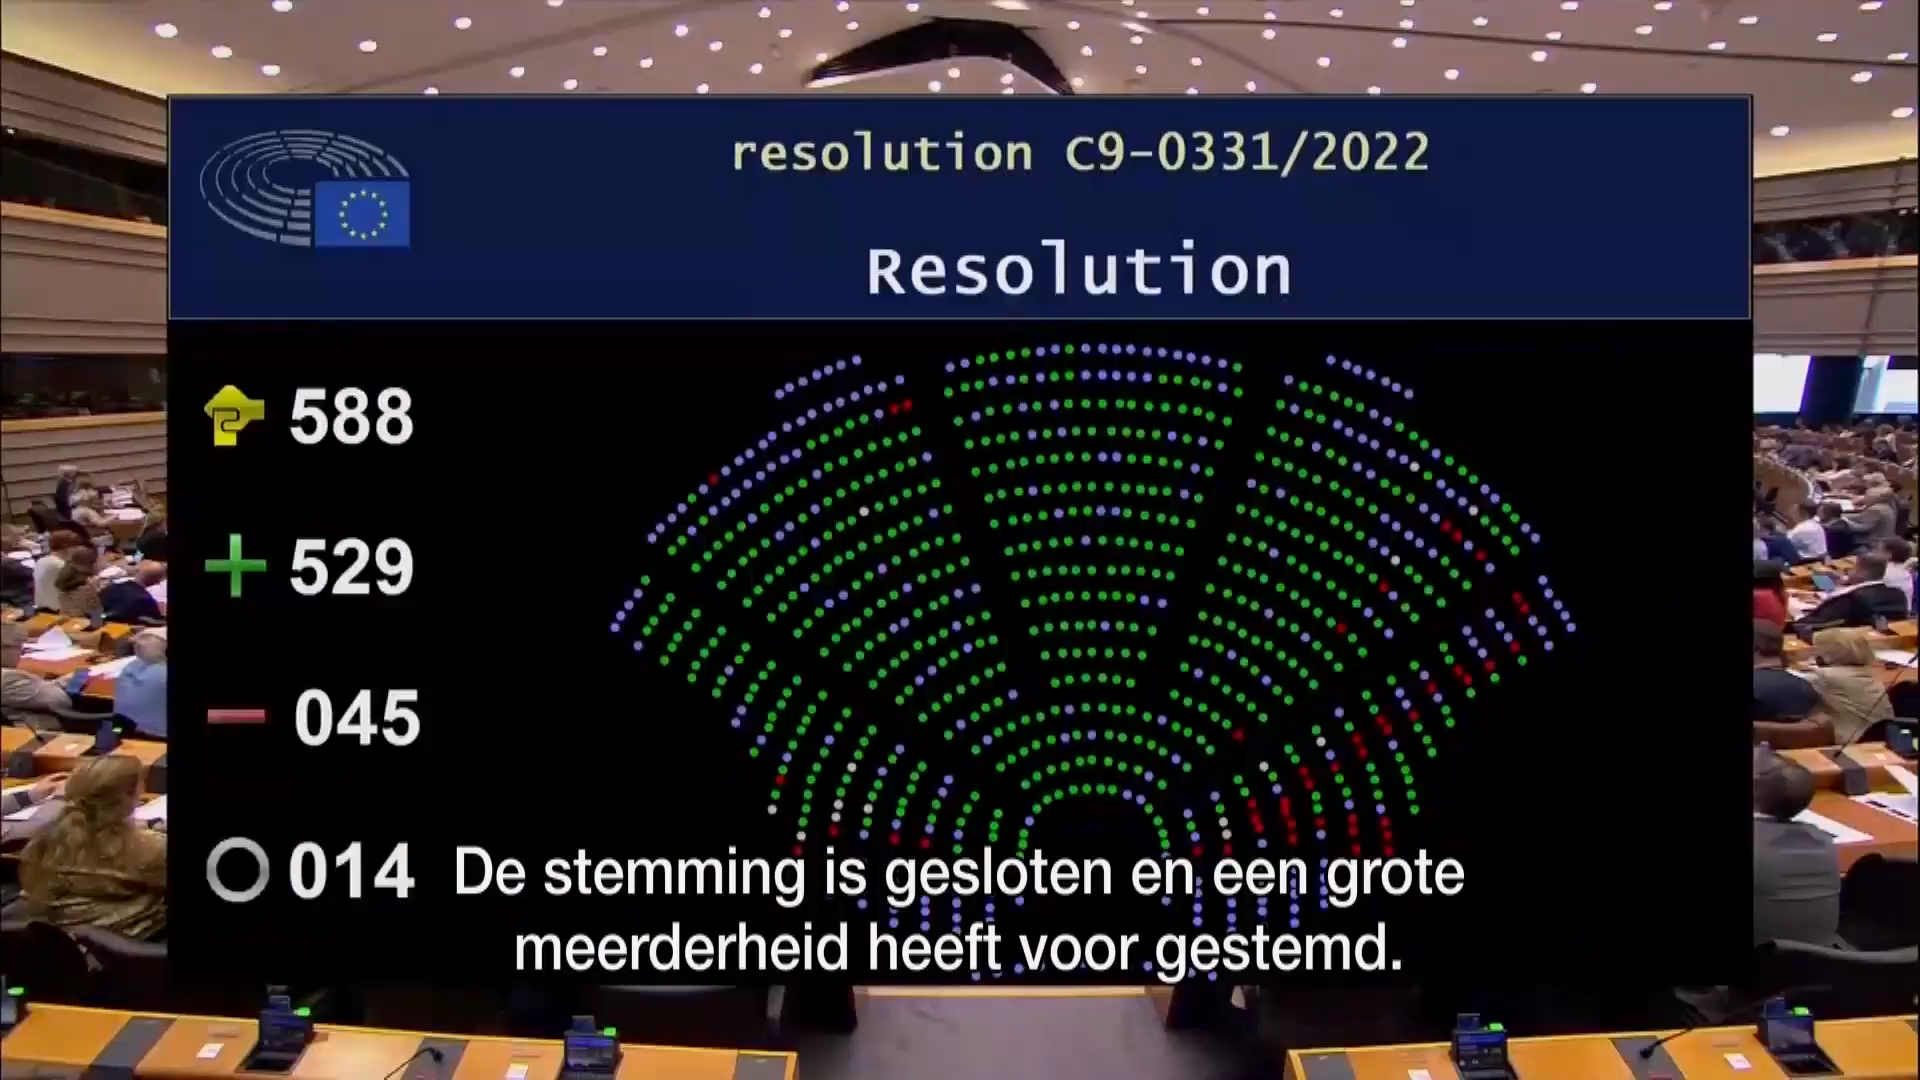 resolution C9-0331/2022
Resolution
588
529
045
014
De stemming is gesloten en een grote
meerderheid heeft voor gestemd.